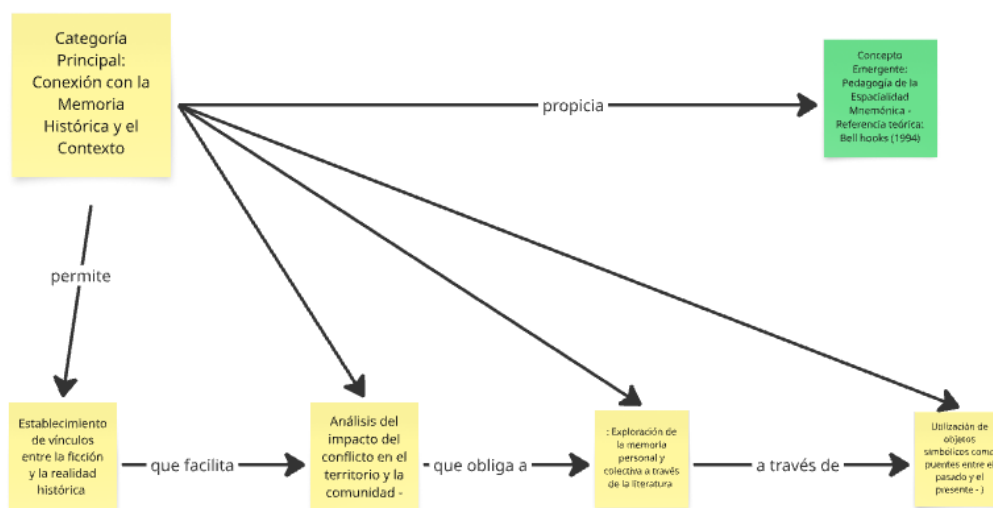 Categoría
Principal:
Conexión con la
Memoria
Histórica y el
Contexto
Concepto
Emergente:
Pedagogía de la
Espacialidad
Mnemónica -
Referencia teórica:
Bell hooks (1994)
propicia
permite
Establecimiento
de vínculos
entre la ficción
y la realidad
histórica
que facilita
Análisis del
impacto del
conflicto en el
territorio y la
comunidad -
que obliga a
: Exploración de
la memoria
personal y
colectiva a través
de la literatura
a través de
Utilización de
objetos
simbólicos como
puentes entre el
pasado y el
presente - )